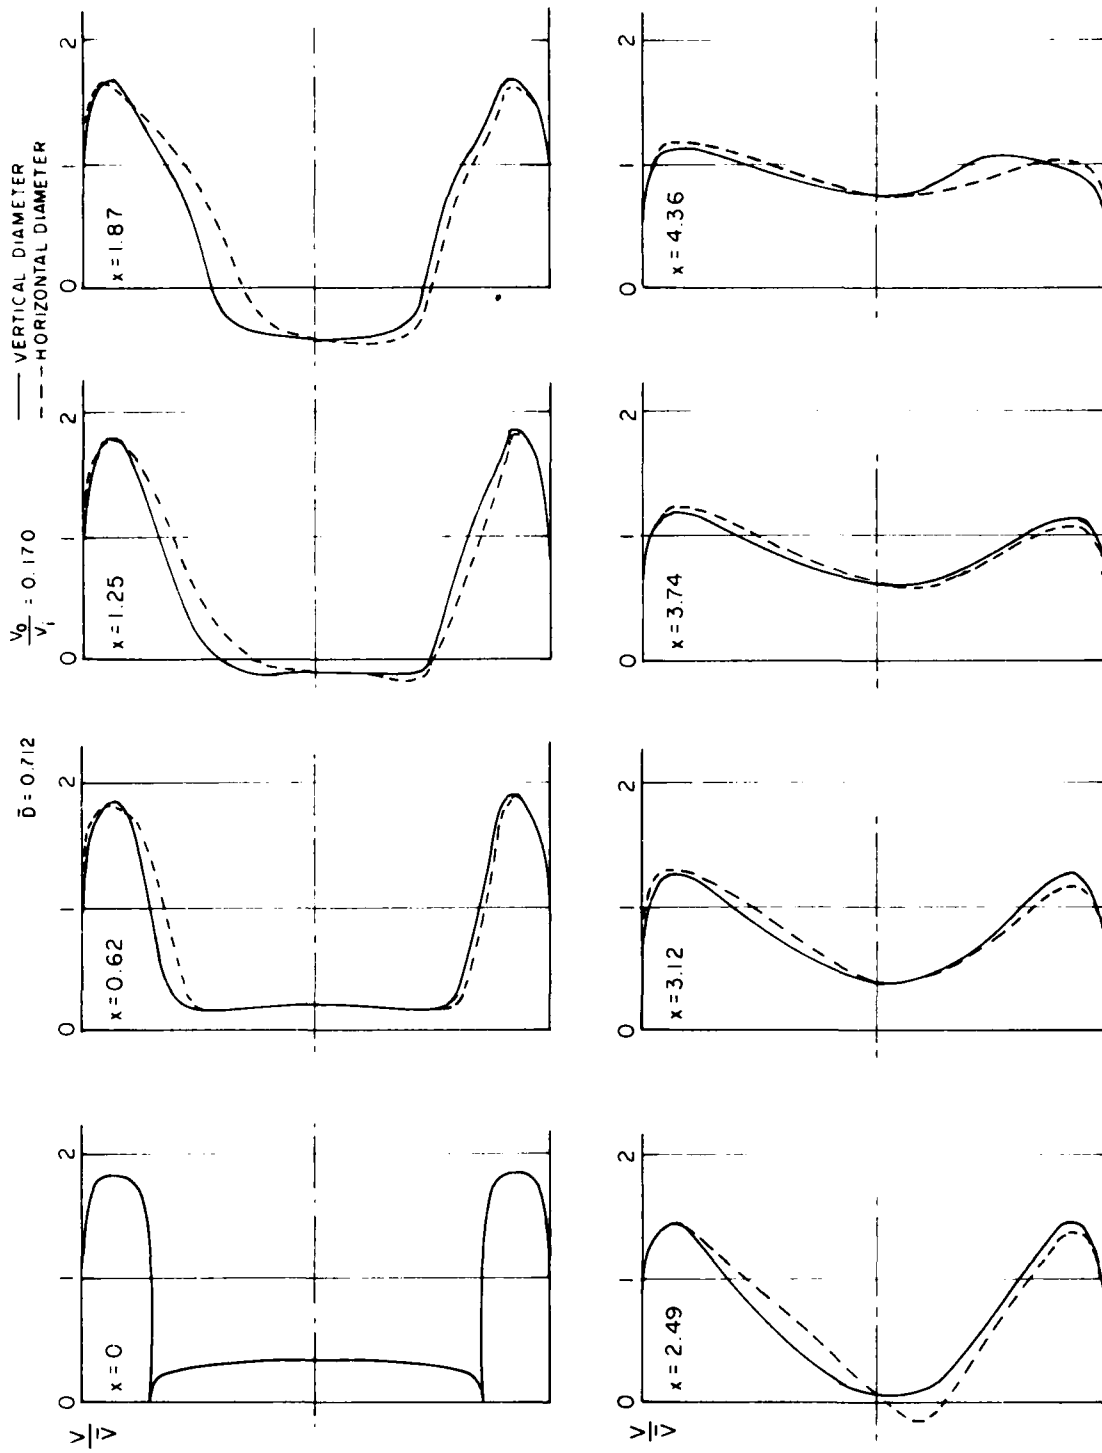 —— VERTICAL DIAMETER
--- HORIZONTAL DIAMETER
D̄ = 0.712
V₀/Vᵢ = 0.170
V/V̄
0 1 2
x = 0
0 1 2
x = 0.62
0 1 2
x = 1.25
0 1 2
x = 1.87
V/V̄
0 1 2
x = 2.49
0 1 2
x = 3.12
0 1 2
x = 3.74
0 1 2
x = 4.36